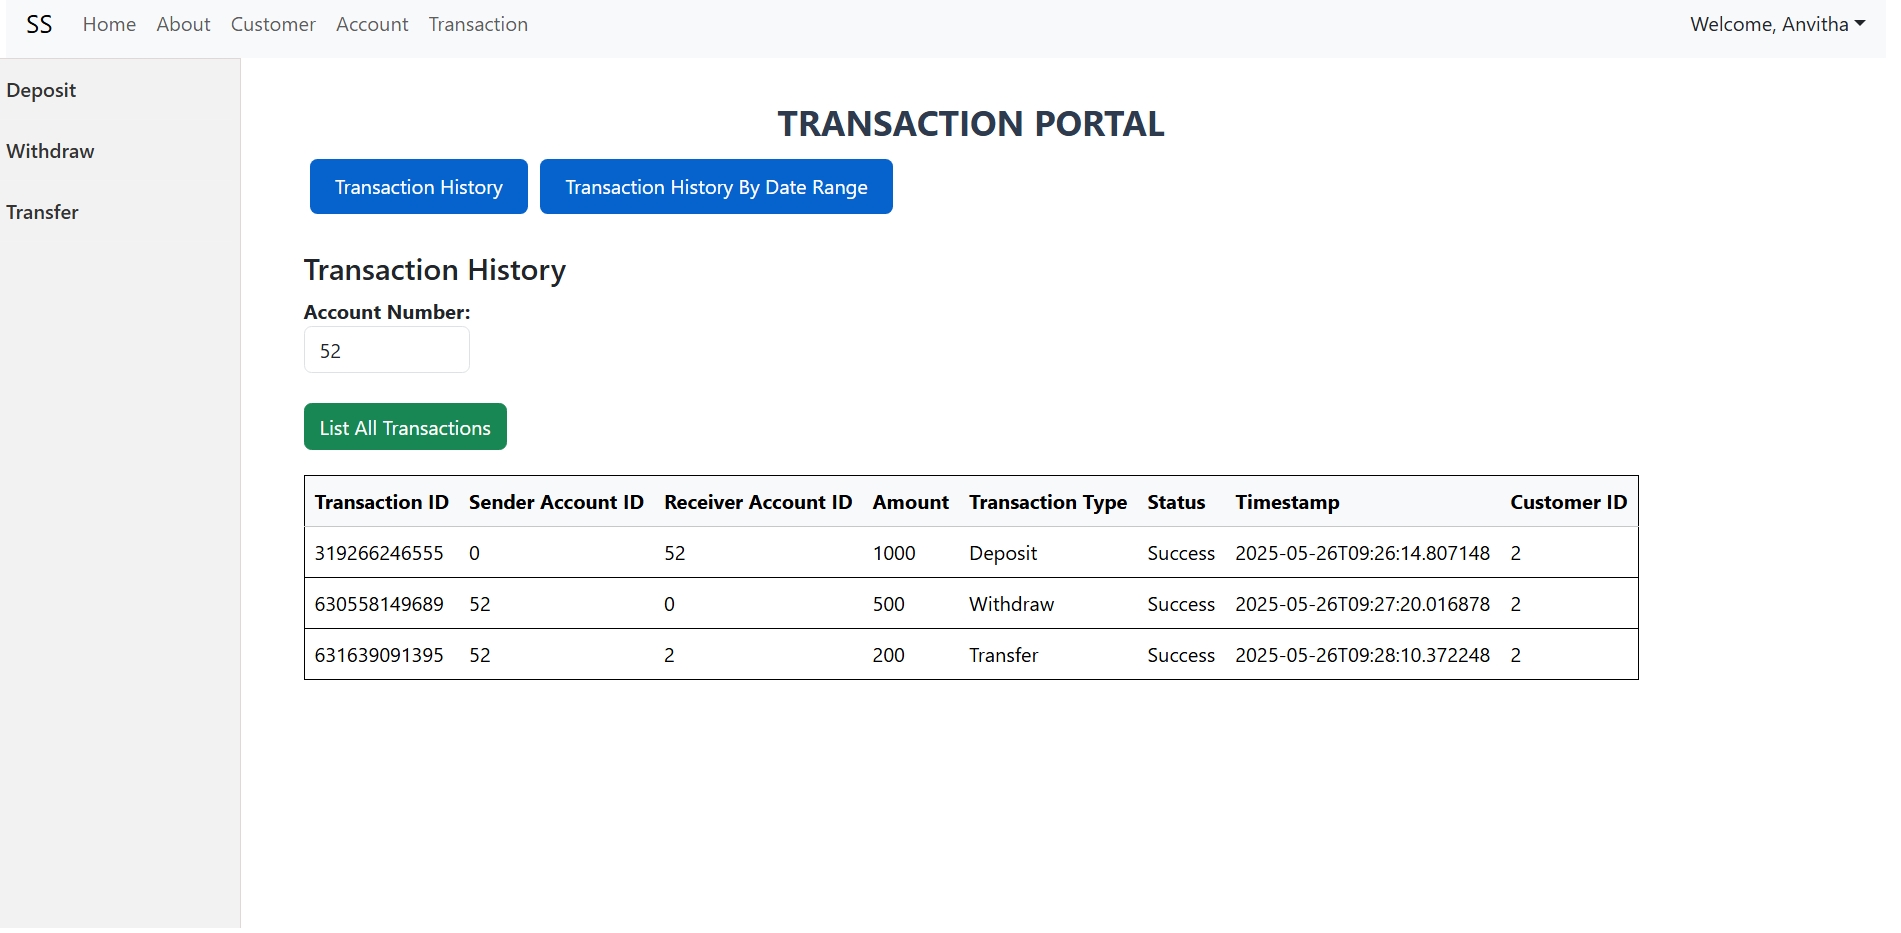 SS Home About Customer Account Transaction Welcome, Anvitha
Deposit
Withdraw
Transfer
TRANSACTION PORTAL
Transaction History Transaction History By Date Range
Transaction History
Account Number:
52
List All Transactions
Transaction ID Sender Account ID Receiver Account ID Amount Transaction Type Status Timestamp Customer ID
319266246555 0 52 1000 Deposit Success 2025-05-26T09:26:14.807148 2
630558149689 52 0 500 Withdraw Success 2025-05-26T09:27:20.016878 2
631639091395 52 2 200 Transfer Success 2025-05-26T09:28:10.372248 2